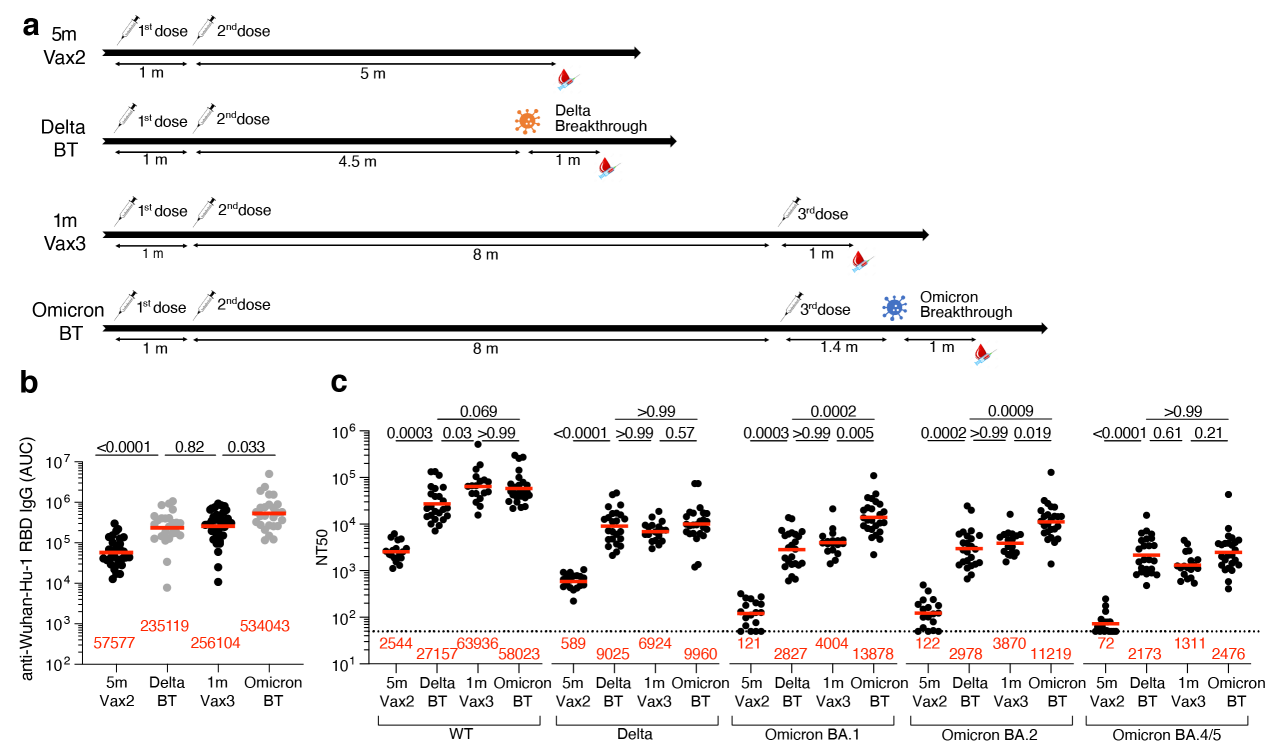 a
5m
Vax2
1st dose
2nd dose
1 m
5 m
Delta
BT
1st dose
2nd dose
Delta
Breakthrough
1 m
4.5 m
1 m
1m
Vax3
1st dose
2nd dose
3rd dose
1 m
8 m
1 m
Omicron
BT
1st dose
2nd dose
3rd dose
Omicron
Breakthrough
1 m
8 m
1.4 m
1 m
b
anti-Wuhan-Hu-1 RBD IgG (AUC)
<0.0001 0.82 0.033
10^7
10^6
10^5
10^4
10^3
10^2
57577 235119 256104 534043
5m Delta 1m Omicron
Vax2 BT Vax3 BT
c
NT50
10^6
10^5
10^4
10^3
10^2
10^1
0.069 >0.99 0.0002 0.0009 >0.99
0.0003 0.03 >0.99 <0.0001 >0.99 0.57 0.0003 >0.99 0.005 0.0002 >0.99 0.019 <0.0001 0.61 0.21
2544 27157 63936 58023 589 9025 6924 9960 121 2827 4004 13878 122 2978 3870 11219 72 2173 1311 2476
5m Delta 1m Omicron 5m Delta 1m Omicron 5m Delta 1m Omicron 5m Delta 1m Omicron 5m Delta 1m Omicron
Vax2 BT Vax3 BT Vax2 BT Vax3 BT Vax2 BT Vax3 BT Vax2 BT Vax3 BT Vax2 BT Vax3 BT
WT Delta Omicron BA.1 Omicron BA.2 Omicron BA.4/5